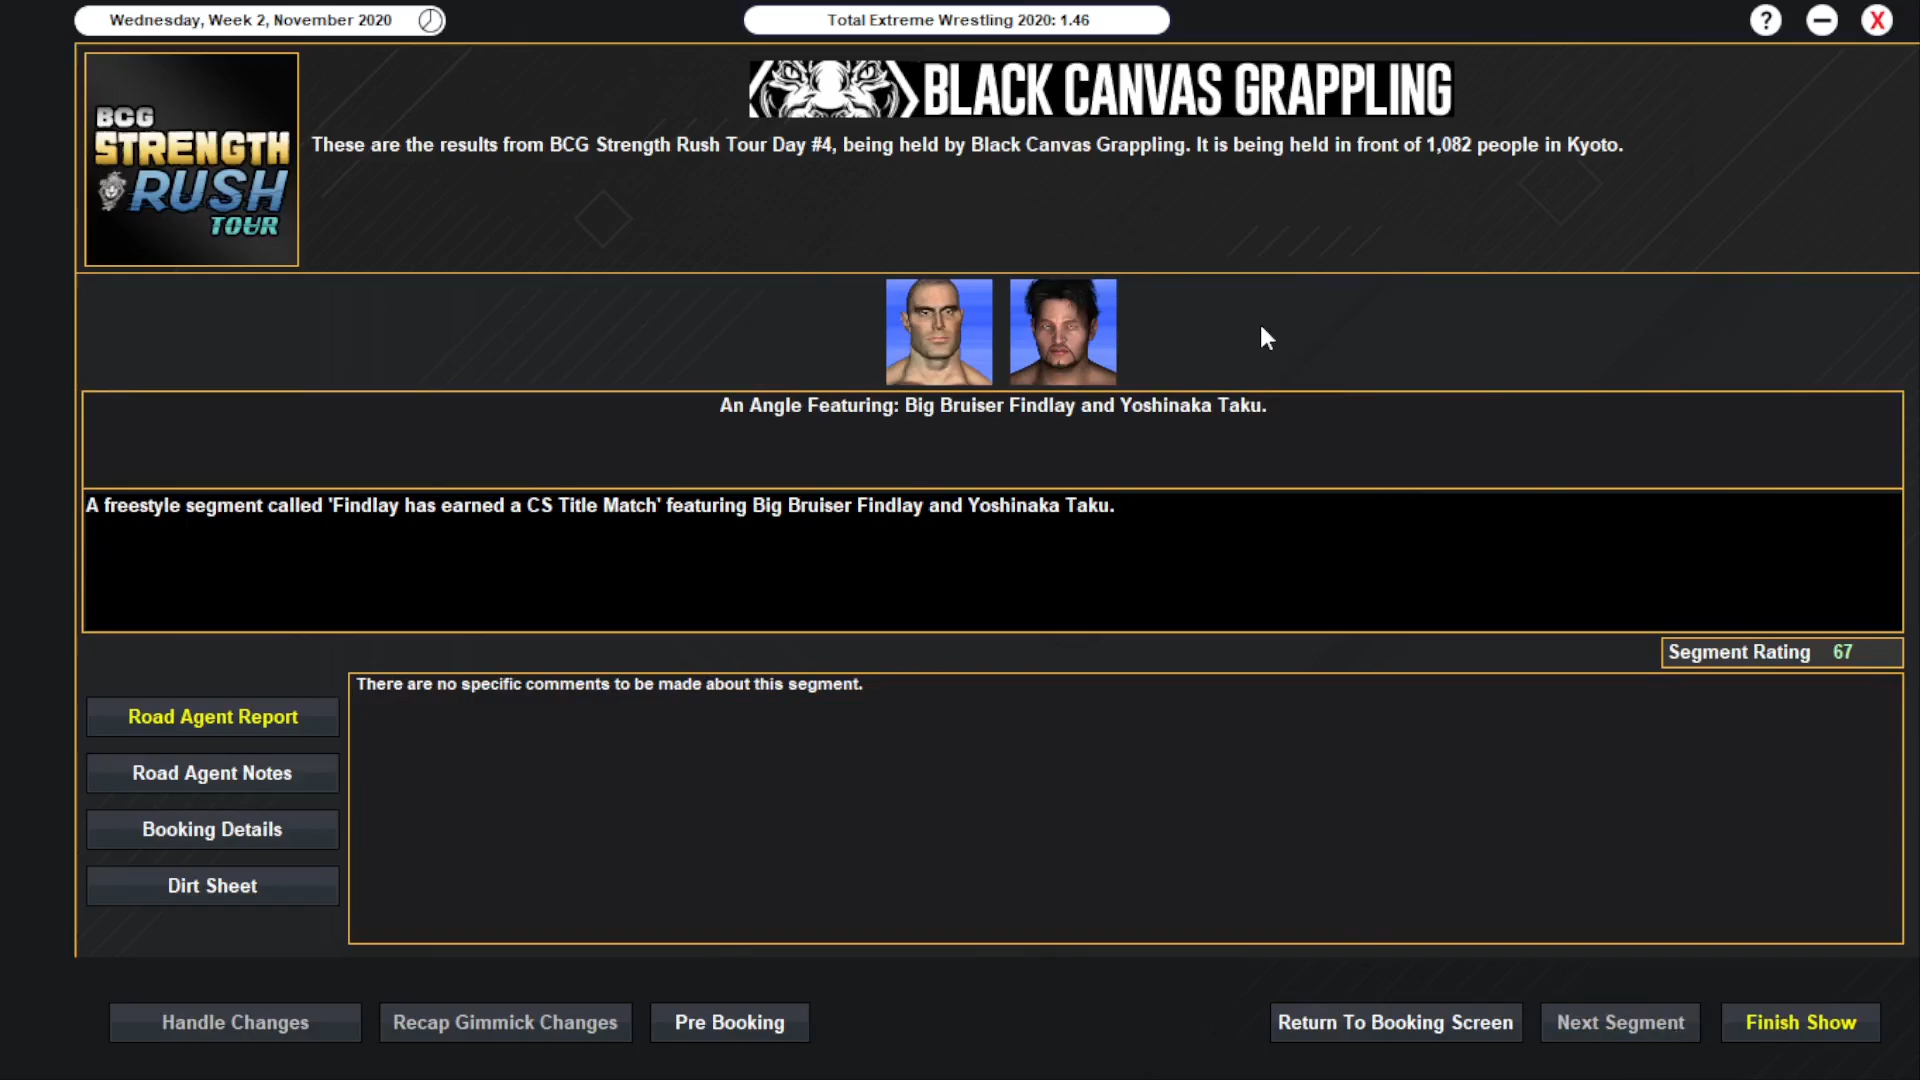 Wednesday, Week 2, November 2020
Total Extreme Wrestling 2020: 1.46
?
X
BCG
STRENGTH
RUSH
TOUR
BLACK CANVAS GRAPPLING
These are the results from BCG Strength Rush Tour Day #4, being held by Black Canvas Grappling. It is being held in front of 1,082 people in Kyoto.
An Angle Featuring: Big Bruiser Findlay and Yoshinaka Taku.
A freestyle segment called 'Findlay has earned a CS Title Match' featuring Big Bruiser Findlay and Yoshinaka Taku.
Segment Rating 67
There are no specific comments to be made about this segment.
Road Agent Report
Road Agent Notes
Booking Details
Dirt Sheet
Handle Changes
Recap Gimmick Changes
Pre Booking
Return To Booking Screen
Next Segment
Finish Show